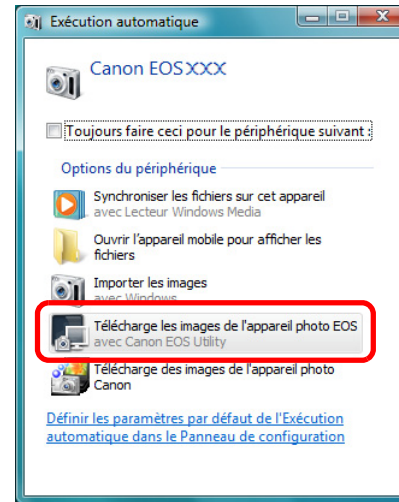 Exécution automatique
Canon EOS XXX
Toujours faire ceci pour le périphérique suivant :
Options du périphérique
Synchroniser les fichiers sur cet appareil
avec Lecteur Windows Media
Ouvrir l'appareil mobile pour afficher les
fichiers
Importer les images
avec Windows
Télécharge les images de l'appareil photo EOS
avec Canon EOS Utility
Télécharge des images de l'appareil photo
Canon
Définir les paramètres par défaut de l'Exécution
automatique dans le Panneau de configuration